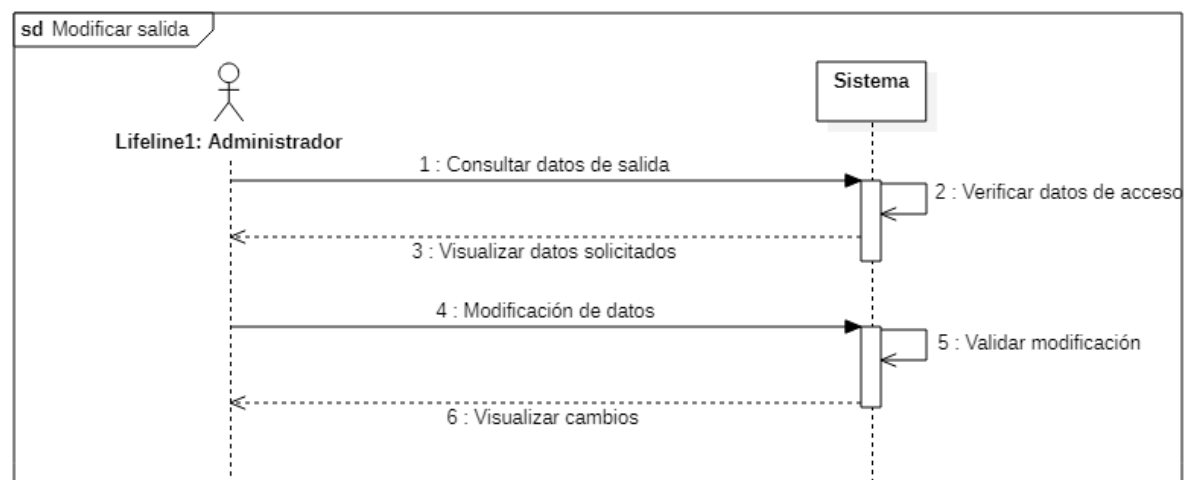 sd Modificar salida
Sistema
Lifeline1: Administrador
1 : Consultar datos de salida
2 : Verificar datos de acceso
3 : Visualizar datos solicitados
4 : Modificación de datos
5 : Validar modificación
6 : Visualizar cambios